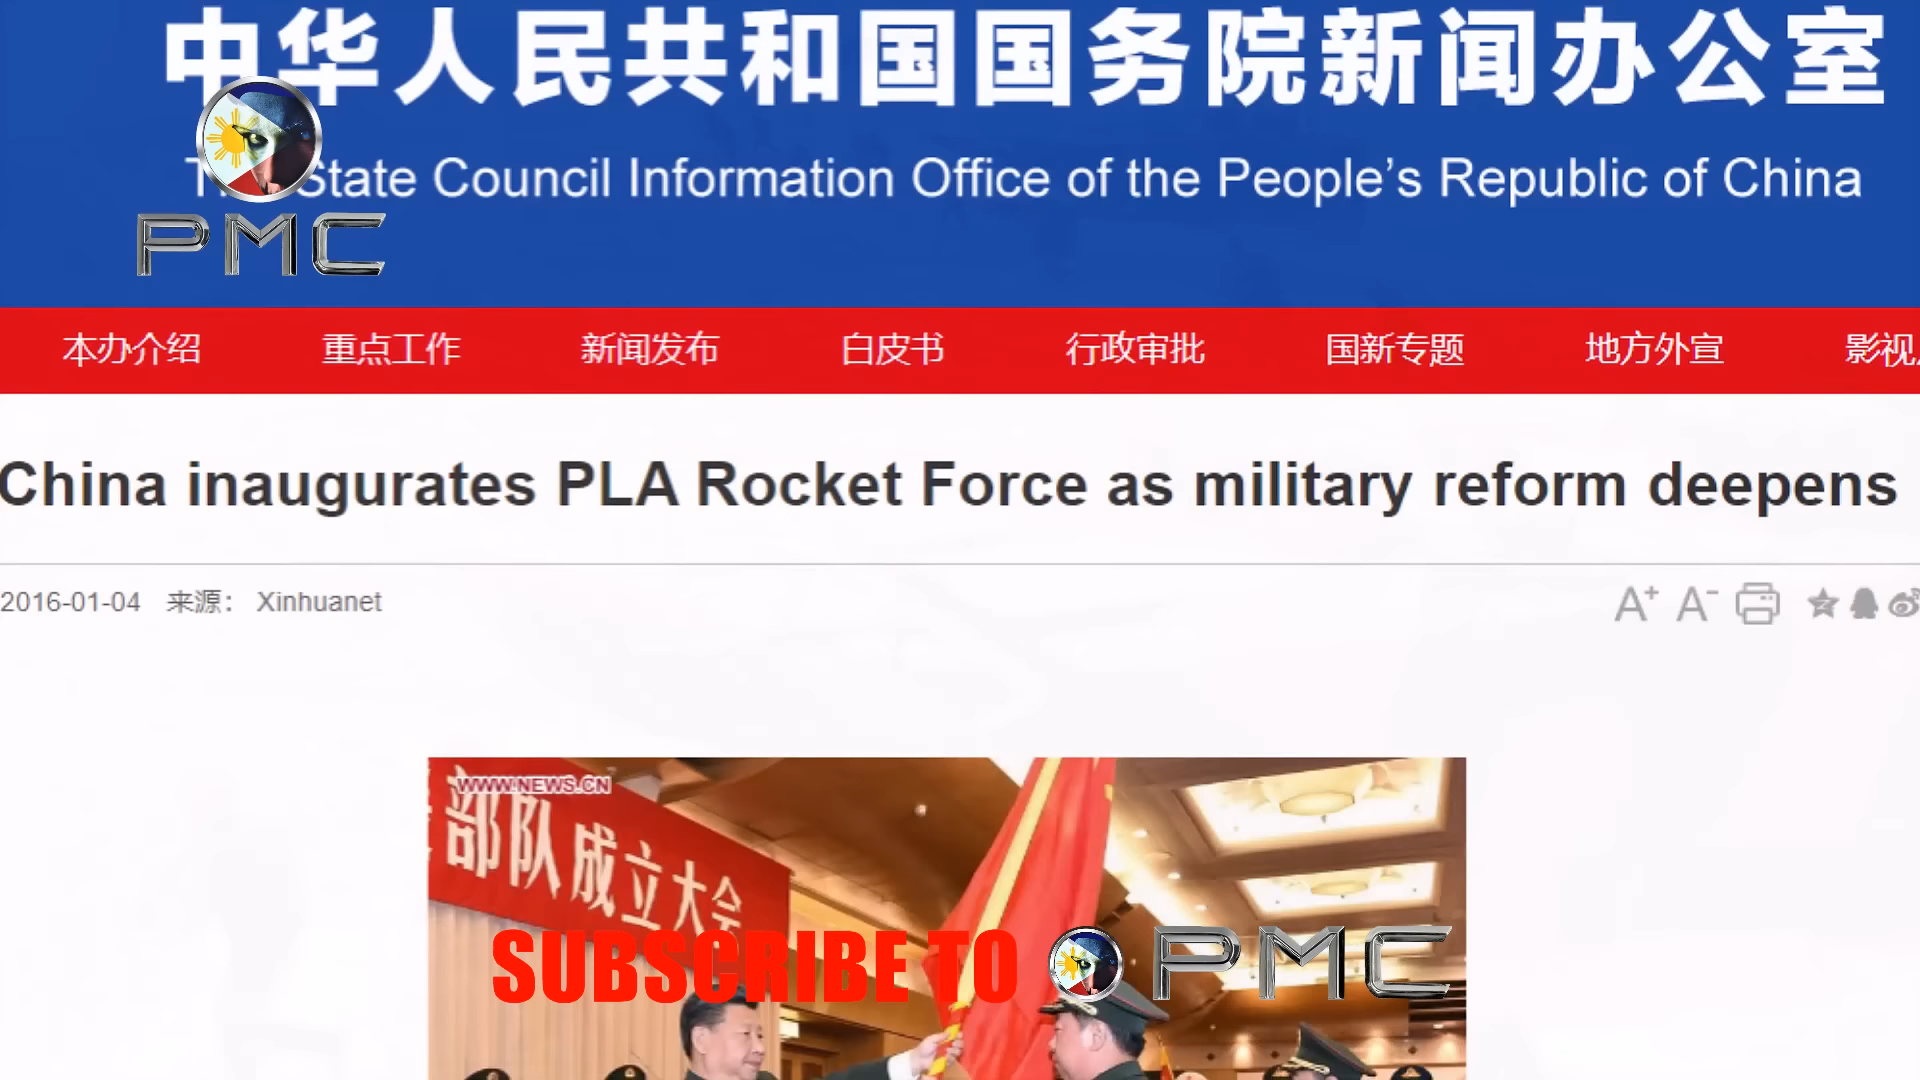 中华人民共和国国务院新闻办公室
The State Council Information Office of the People's Republic of China
PMC
本办介绍 重点工作 新闻发布 白皮书 行政审批 国新专题 地方外宣 影视
China inaugurates PLA Rocket Force as military reform deepens
2016-01-04 来源： Xinhuanet
A+ A-
WWW.NEWS.CN
部队成立大会
SUBSCRIBE TO PMC